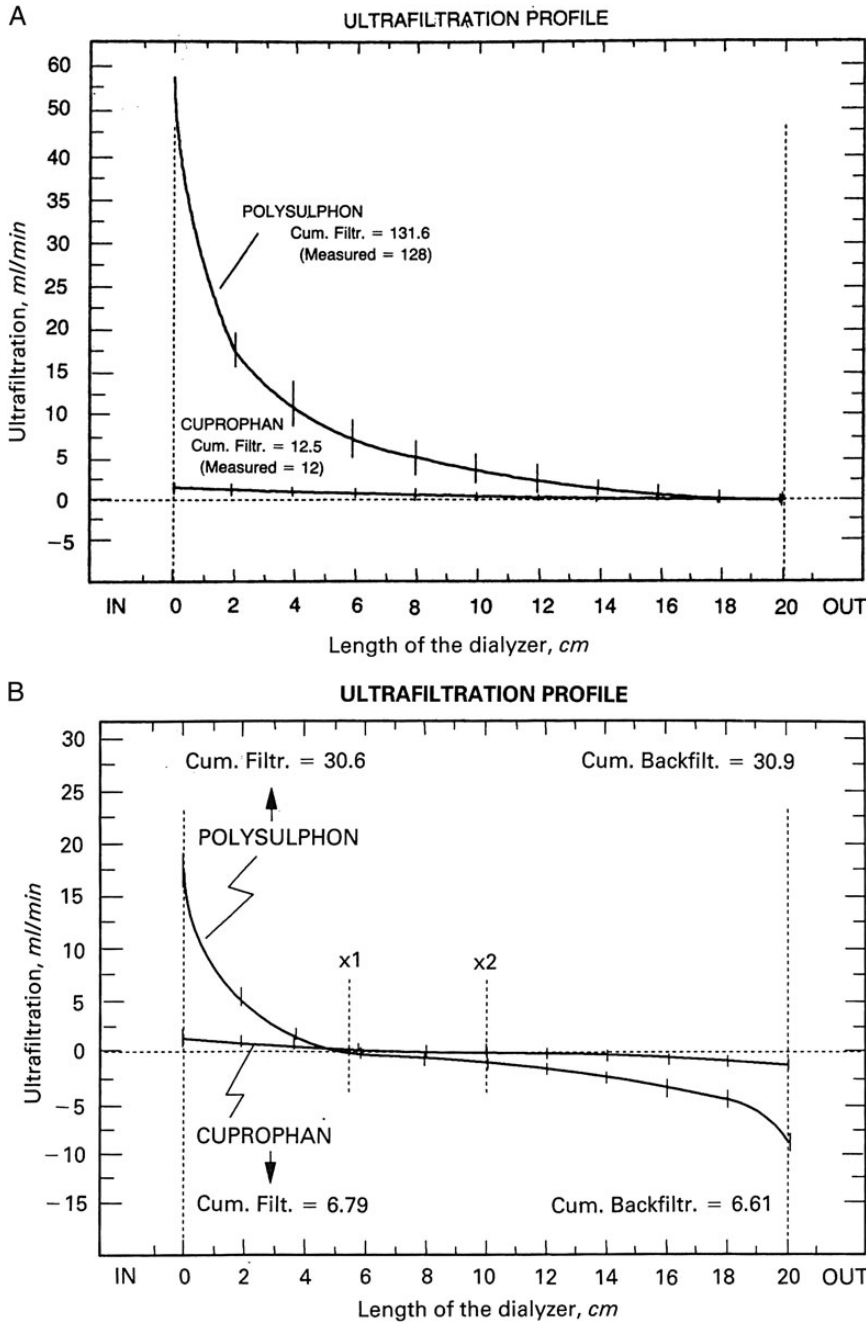 A
ULTRAFILTRATION PROFILE
60
50
40
30
25
20
15
10
5
0
−5
Ultrafiltration, ml/min
POLYSULPHON
Cum. Filtr. = 131.6
(Measured = 128)
CUPROPHAN
Cum. Filtr. = 12.5
(Measured = 12)
IN 0 2 4 6 8 10 12 14 16 18 20 OUT
Length of the dialyzer, cm
B
ULTRAFILTRATION PROFILE
30
25
20
15
10
5
0
−5
−10
−15
Ultrafiltration, ml/min
Cum. Filtr. = 30.6
Cum. Backfilt. = 30.9
POLYSULPHON
x1
x2
CUPROPHAN
Cum. Filt. = 6.79
Cum. Backfiltr. = 6.61
IN 0 2 4 6 8 10 12 14 16 18 20 OUT
Length of the dialyzer, cm